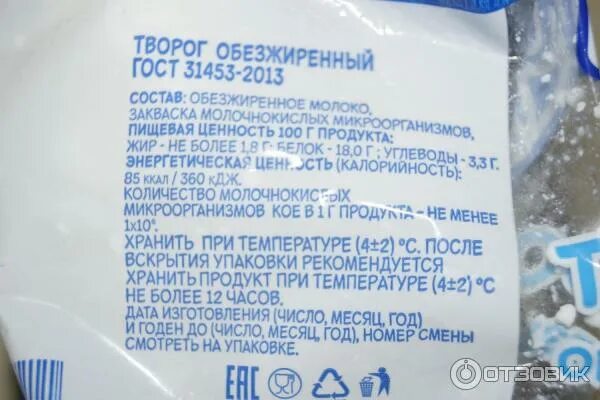 ТВОРОГ ОБЕЗЖИРЕННЫЙ
ГОСТ 31453-2013
СОСТАВ: ОБЕЗЖИРЕННОЕ МОЛОКО,
ЗАКВАСКА МОЛОЧНОКИСЛЫХ МИКРООРГАНИЗМОВ,
ПИЩЕВАЯ ЦЕННОСТЬ 100 Г ПРОДУКТА:
ЖИР - НЕ БОЛЕЕ 1,8 Г; БЕЛОК - 18,0 Г ; УГЛЕВОДЫ - 3,3 Г.
ЭНЕРГЕТИЧЕСКАЯ ЦЕННОСТЬ (КАЛОРИЙНОСТЬ):
85 ККАЛ / 360 КДЖ.
КОЛИЧЕСТВО МОЛОЧНОКИСЛЫХ
МИКРООРГАНИЗМОВ КОЕ В 1 Г ПРОДУКТА - НЕ МЕНЕЕ
1х10⁶.
ХРАНИТЬ ПРИ ТЕМПЕРАТУРЕ (4±2) °С. ПОСЛЕ
ВСКРЫТИЯ УПАКОВКИ РЕКОМЕНДУЕТСЯ
ХРАНИТЬ ПРОДУКТ ПРИ ТЕМПЕРАТУРЕ (4±2) °С
НЕ БОЛЕЕ 12 ЧАСОВ.
ДАТА ИЗГОТОВЛЕНИЯ (ЧИСЛО, МЕСЯЦ, ГОД)
И ГОДЕН ДО (ЧИСЛО, МЕСЯЦ, ГОД), НОМЕР СМЕНЫ
СМОТРЕТЬ НА УПАКОВКЕ.
ЕАС
ОТЗОВИК